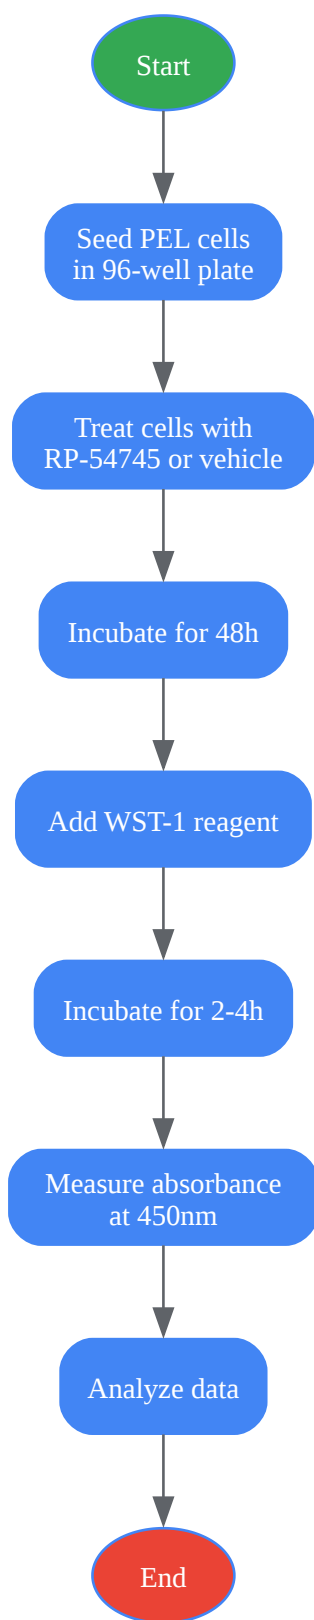 Start
Seed PEL cells
in 96-well plate
Treat cells with
RP-54745 or vehicle
Incubate for 48h
Add WST-1 reagent
Incubate for 2-4h
Measure absorbance
at 450nm
Analyze data
End